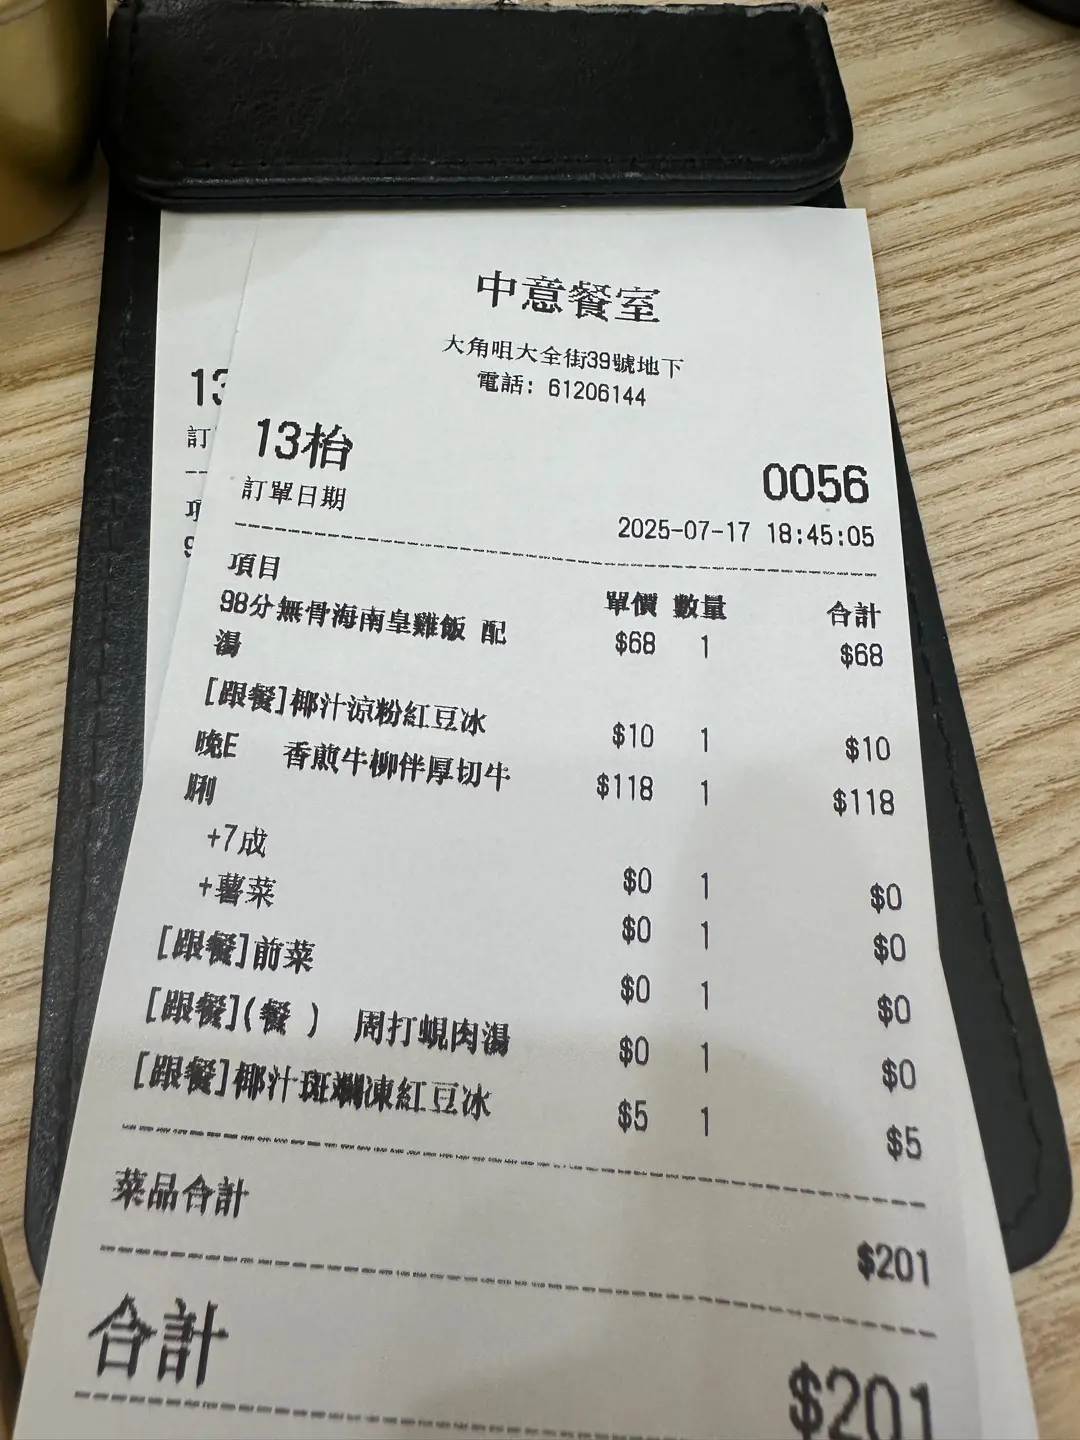 中意餐室
大角咀大全街39號地下
電話: 61206144
13枱
0056
訂單日期
2025-07-17 18:45:05
項目 單價 數量 合計
98分無骨海南皇雞飯 配 $68 1 $68
湯
[跟餐]椰汁涼粉紅豆冰 $10 1 $10
晚E 香煎牛柳伴厚切牛 $118 1 $118
脷
+7成 $0 1 $0
+薯菜 $0 1 $0
[跟餐]前菜 $0 1 $0
[跟餐](餐 ) 周打蜆肉湯 $0 1 $0
[跟餐]椰汁斑斕凍紅豆冰 $5 1 $5
菜品合計
$201
合計
$201
13
訂